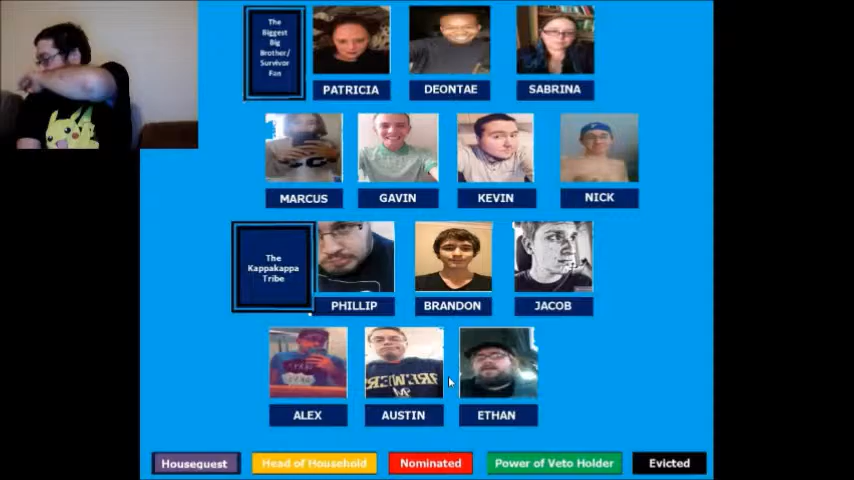 The
Biggest
Big
Brother/
Survivor
Fan
PATRICIA
DEONTAE
SABRINA
MARCUS
GAVIN
KEVIN
NICK
The
Kappakappa
Tribe
PHILLIP
BRANDON
JACOB
ALEX
AUSTIN
ETHAN
Houseguest
Head of Household
Nominated
Power of Veto Holder
Evicted